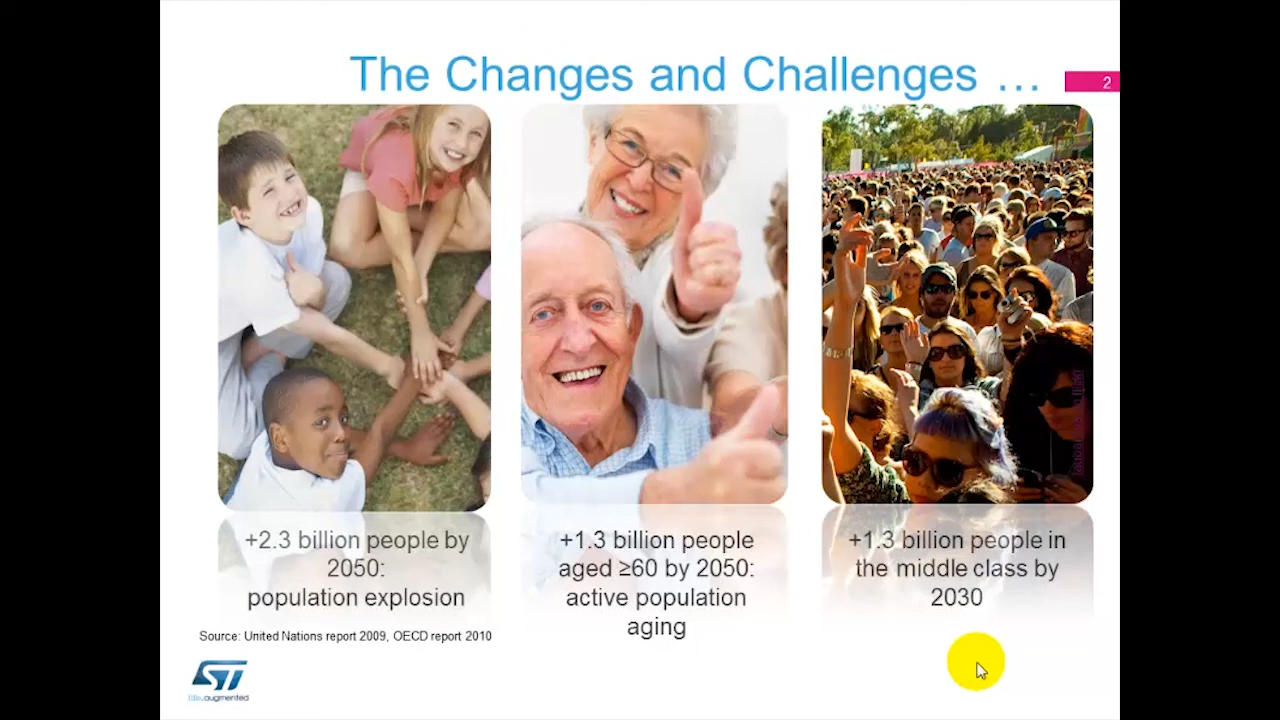 The Changes and Challenges ...
2
+2.3 billion people by
2050:
population explosion
+1.3 billion people
aged ≥60 by 2050:
active population
aging
+1.3 billion people in
the middle class by
2030
Source: United Nations report 2009, OECD report 2010
ST
life.augmented